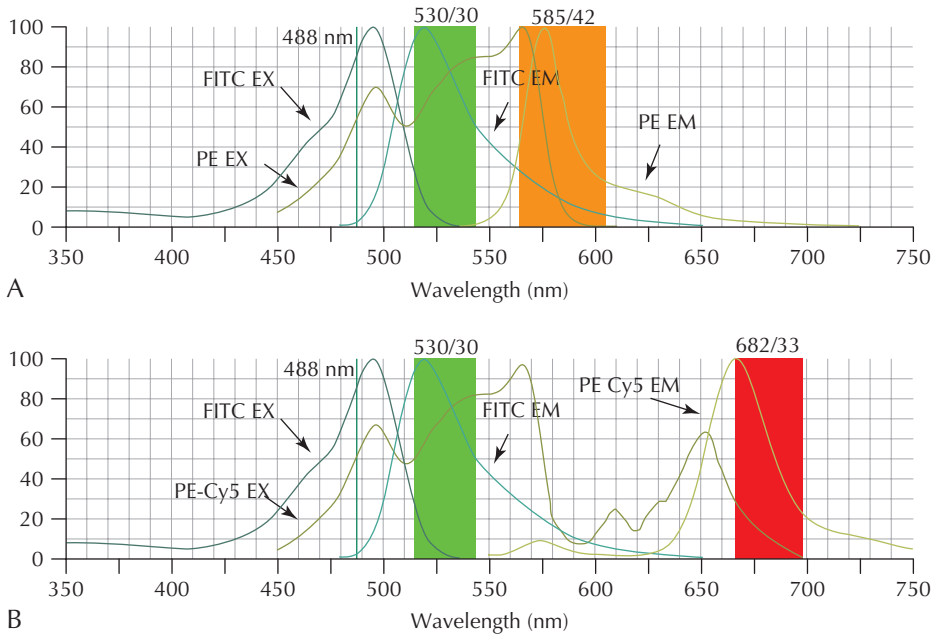 530/30 585/42
100
488 nm
80
FITC EX
FITC EM
60
PE EM
40
PE EX
20
0
350 400 450 500 550 600 650 700 750
A
Wavelength (nm)
530/30 682/33
100
488 nm
PE Cy5 EM
80
FITC EX
FITC EM
60
40
PE-Cy5 EX
20
0
350 400 450 500 550 600 650 700 750
B
Wavelength (nm)